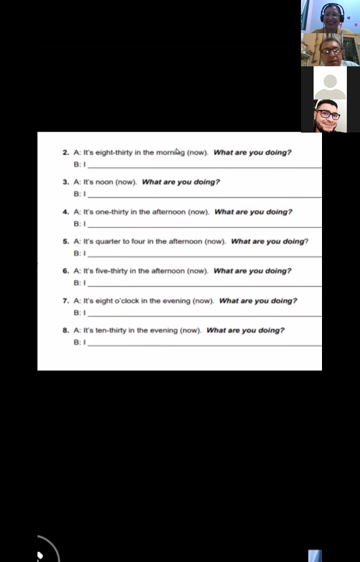 2. A: It's eight-thirty in the morning (now). What are you doing?
B: I
3. A: It's noon (now). What are you doing?
B: I
4. A: It's one-thirty in the afternoon (now). What are you doing?
B: I
5. A: It's quarter to four in the afternoon (now). What are you doing?
B: I
6. A: It's five-thirty in the afternoon (now). What are you doing?
B: I
7. A: It's eight o'clock in the evening (now). What are you doing?
B: I
8. A: It's ten-thirty in the evening (now). What are you doing?
B: I